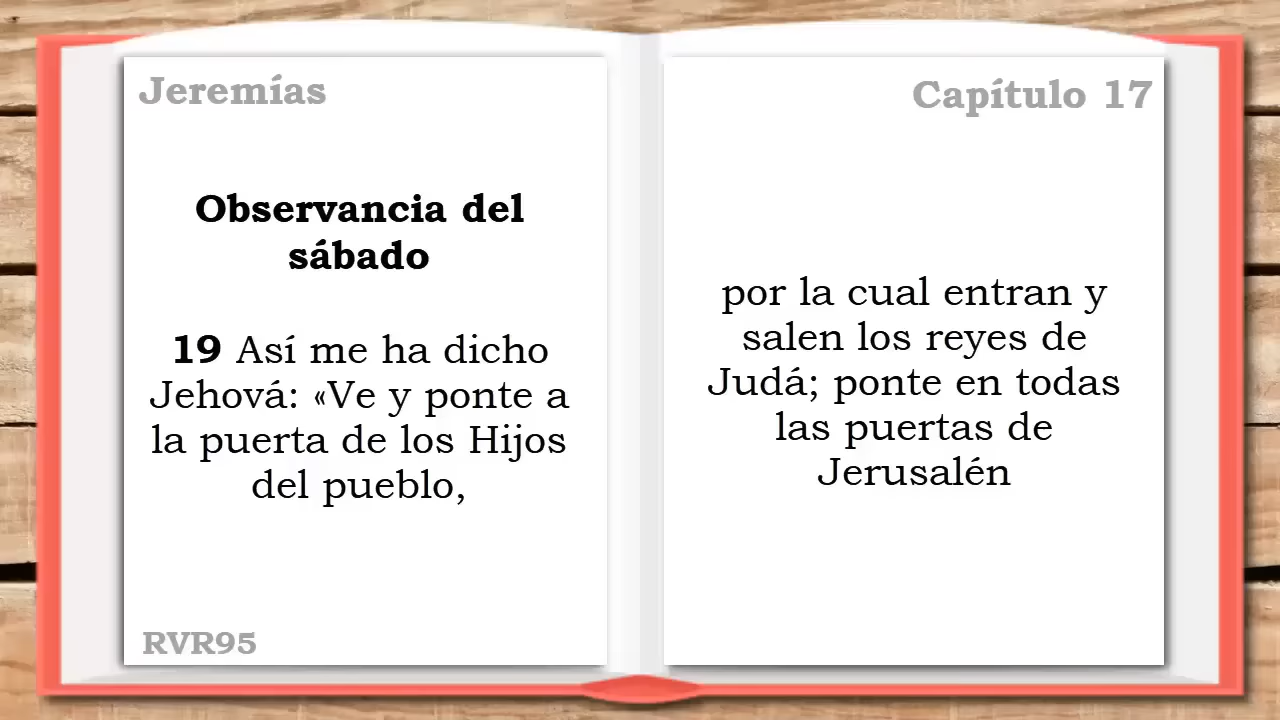 Jeremías
Observancia del
sábado
19 Así me ha dicho
Jehová: «Ve y ponte a
la puerta de los Hijos
del pueblo,
RVR95
Capítulo 17
por la cual entran y
salen los reyes de
Judá; ponte en todas
las puertas de
Jerusalén